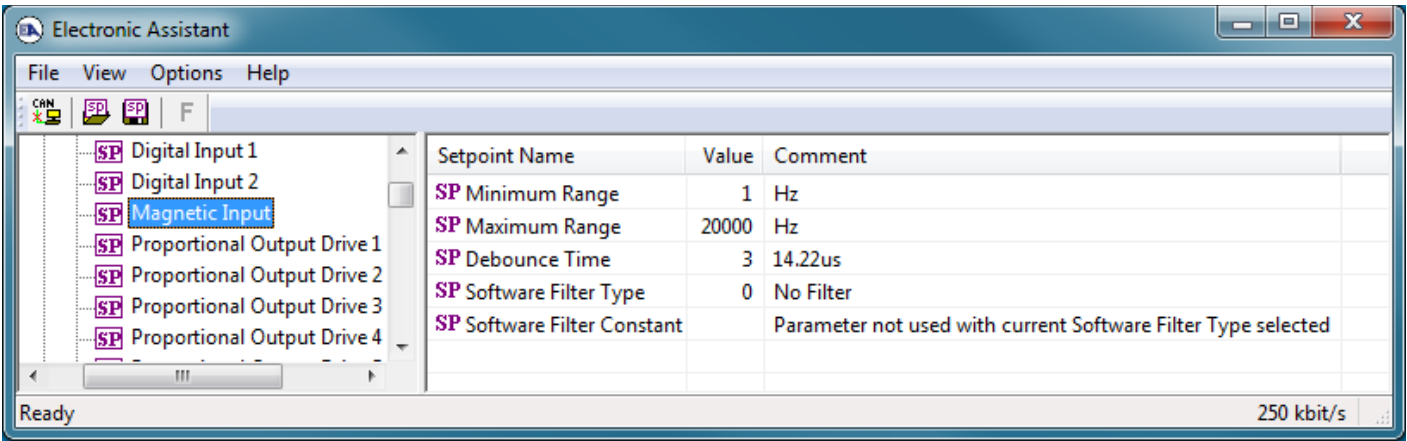 Electronic Assistant
File View Options Help
CAN SP SP F
SP Digital Input 1
SP Digital Input 2
SP Magnetic Input
SP Proportional Output Drive 1
SP Proportional Output Drive 2
SP Proportional Output Drive 3
SP Proportional Output Drive 4
Setpoint Name Value Comment
SP Minimum Range 1 Hz
SP Maximum Range 20000 Hz
SP Debounce Time 3 14.22us
SP Software Filter Type 0 No Filter
SP Software Filter Constant Parameter not used with current Software Filter Type selected
Ready 250 kbit/s